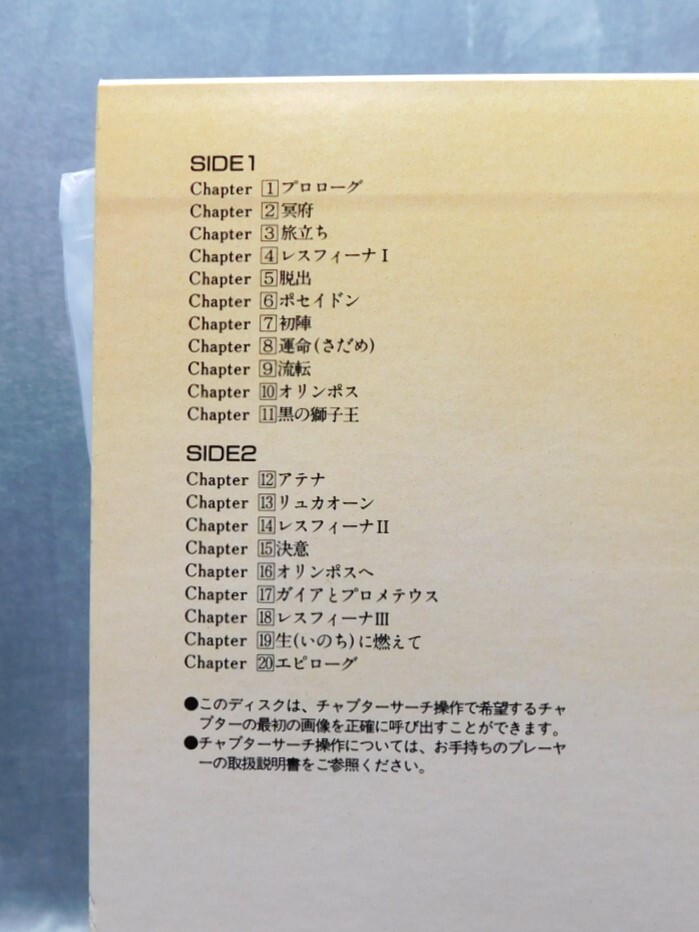 SIDE1
Chapter 1プロローグ
Chapter 2冥府
Chapter 3旅立ち
Chapter 4レスフィーナⅠ
Chapter 5脱出
Chapter 6ポセイドン
Chapter 7初陣
Chapter 8運命(さだめ)
Chapter 9流転
Chapter 10オリンポス
Chapter 11黒の獅子王
SIDE2
Chapter 12アテナ
Chapter 13リュカオーン
Chapter 14レスフィーナⅡ
Chapter 15決意
Chapter 16オリンポスへ
Chapter 17ガイアとプロメテウス
Chapter 18レスフィーナⅢ
Chapter 19生(いのち)に燃えて
Chapter 20エピローグ
●このディスクは、チャプターサーチ操作で希望するチャ
プターの最初の画像を正確に呼び出すことができます。
●チャプターサーチ操作については、お手持ちのプレーヤ
ーの取扱説明書をご参照ください。